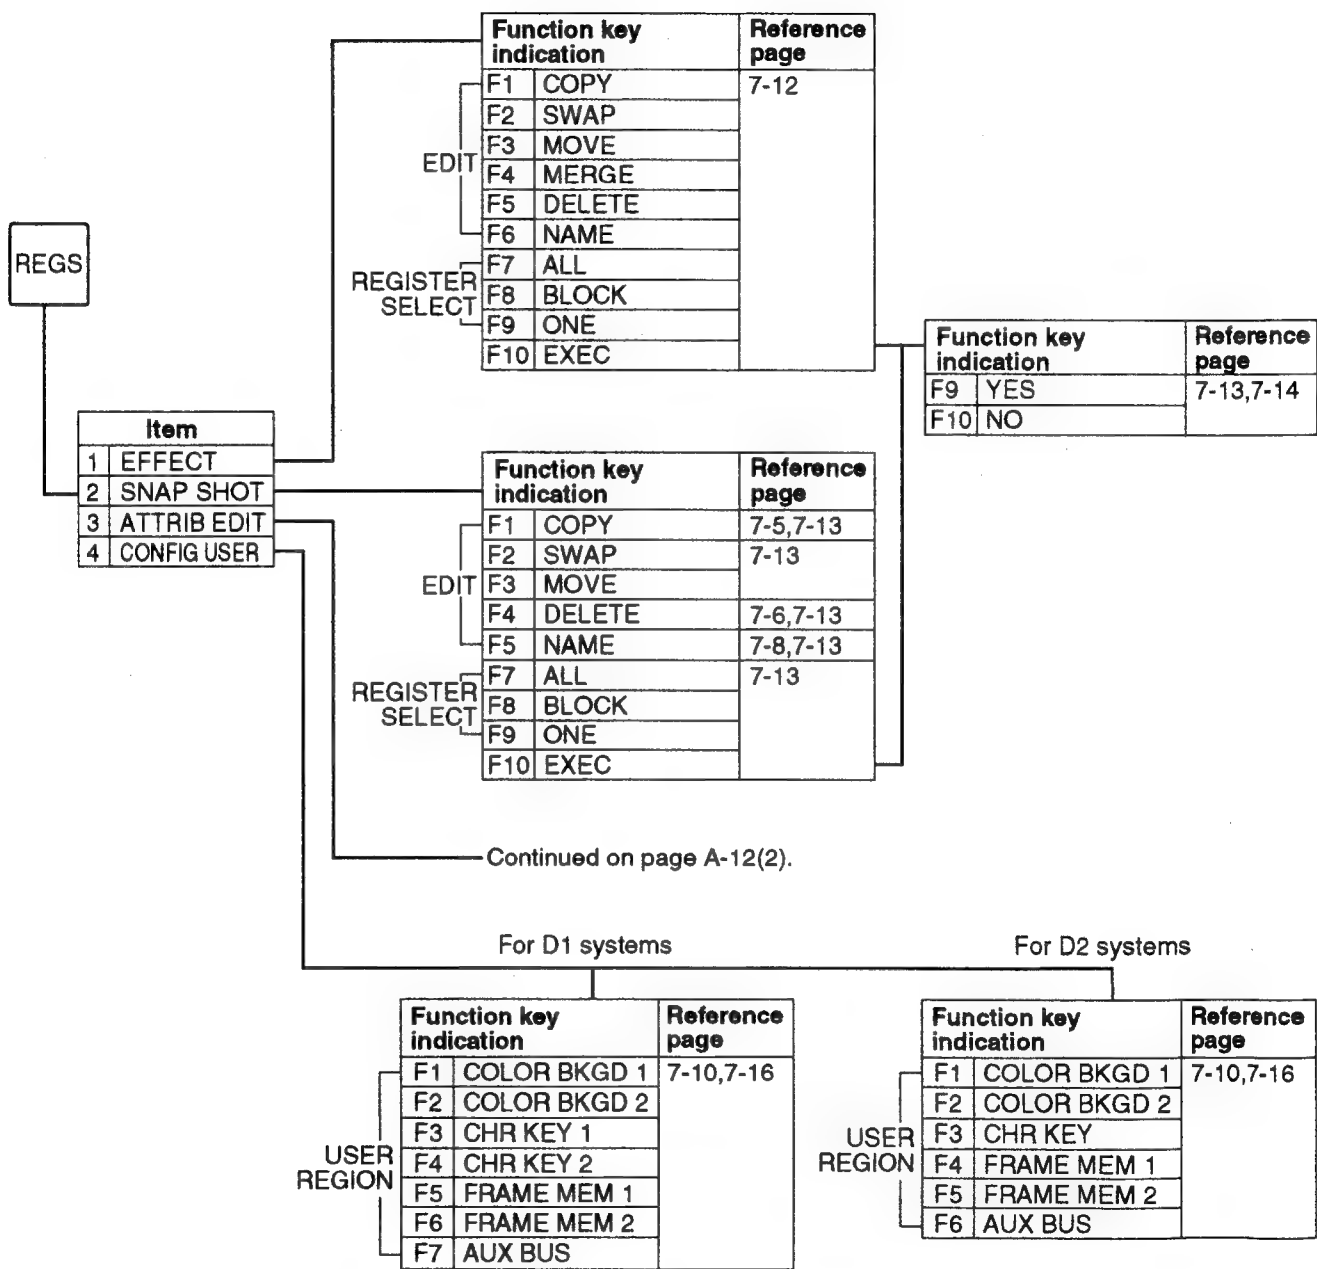 REGS
Item
1 EFFECT
2 SNAP SHOT
3 ATTRIB EDIT
4 CONFIG USER
Function key indication Reference page
EDIT
F1 COPY 7-12
F2 SWAP
F3 MOVE
F4 MERGE
F5 DELETE
F6 NAME
REGISTER SELECT
F7 ALL
F8 BLOCK
F9 ONE
F10 EXEC
Function key indication Reference page
F9 YES 7-13,7-14
F10 NO
Function key indication Reference page
EDIT
F1 COPY 7-5,7-13
F2 SWAP 7-13
F3 MOVE
F4 DELETE 7-6,7-13
F5 NAME 7-8,7-13
REGISTER SELECT
F7 ALL 7-13
F8 BLOCK
F9 ONE
F10 EXEC
Continued on page A-12(2).
For D1 systems
Function key indication Reference page
USER REGION
F1 COLOR BKGD 1 7-10,7-16
F2 COLOR BKGD 2
F3 CHR KEY 1
F4 CHR KEY 2
F5 FRAME MEM 1
F6 FRAME MEM 2
F7 AUX BUS
For D2 systems
Function key indication Reference page
USER REGION
F1 COLOR BKGD 1 7-10,7-16
F2 COLOR BKGD 2
F3 CHR KEY
F4 FRAME MEM 1
F5 FRAME MEM 2
F6 AUX BUS